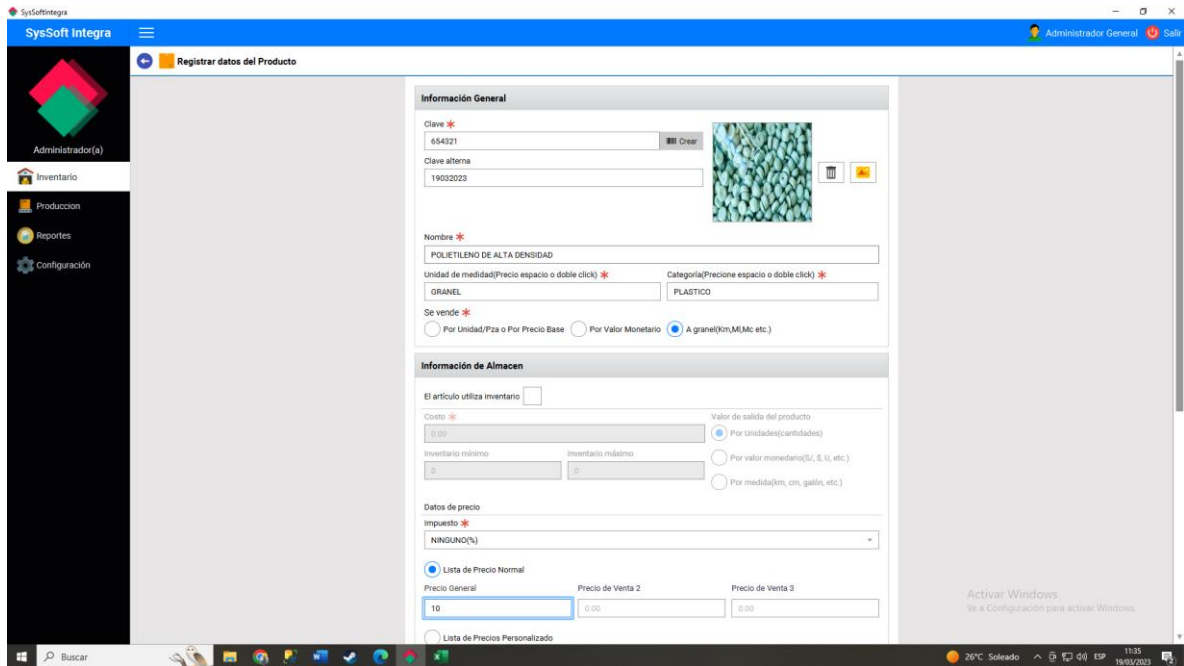 SysSoftintegra
SysSoft Integra
Administrador General Salir
Registrar datos del Producto
Administrador(a)
Inventario
Produccion
Reportes
Configuración
Información General
Clave *
654321 Crear
Clave alterna
19032023
Nombre *
POLIETILENO DE ALTA DENSIDAD
Unidad de medidad(Precio espacio o doble click) * Categoría(Precione espacio o doble click) *
GRANEL PLASTICO
Se vende *
Por Unidad/Pza o Por Precio Base Por Valor Monetario A granel(Km,Ml,Mc etc.)
Información de Almacen
El artículo utiliza inventario
Costo * Valor de salida del producto
0.00 Por Unidades(cantidades)
Inventario mínimo Inventario máximo Por valor monedario(S/, $, U, etc.)
0 0
Por medida(km, cm, galón, etc.)
Datos de precio
Impuesto *
NINGUNO(%)
Lista de Precio Normal
Precio General Precio de Venta 2 Precio de Venta 3
10 0.00 0.00
Lista de Precios Personalizado
Activar Windows
Ve a Configuración para activar Windows.
Buscar 26°C Soleado ESP 11:35
19/03/2023